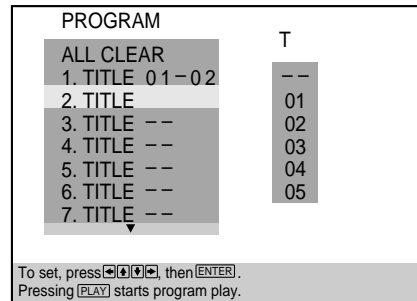 PROGRAM
T
ALL CLEAR
1. TITLE 01–02
2. TITLE
3. TITLE – –
4. TITLE – –
5. TITLE – –
6. TITLE – –
7. TITLE – –
– –
01
02
03
04
05
To set, press ←↑↓→, then ENTER.
Pressing PLAY starts program play.